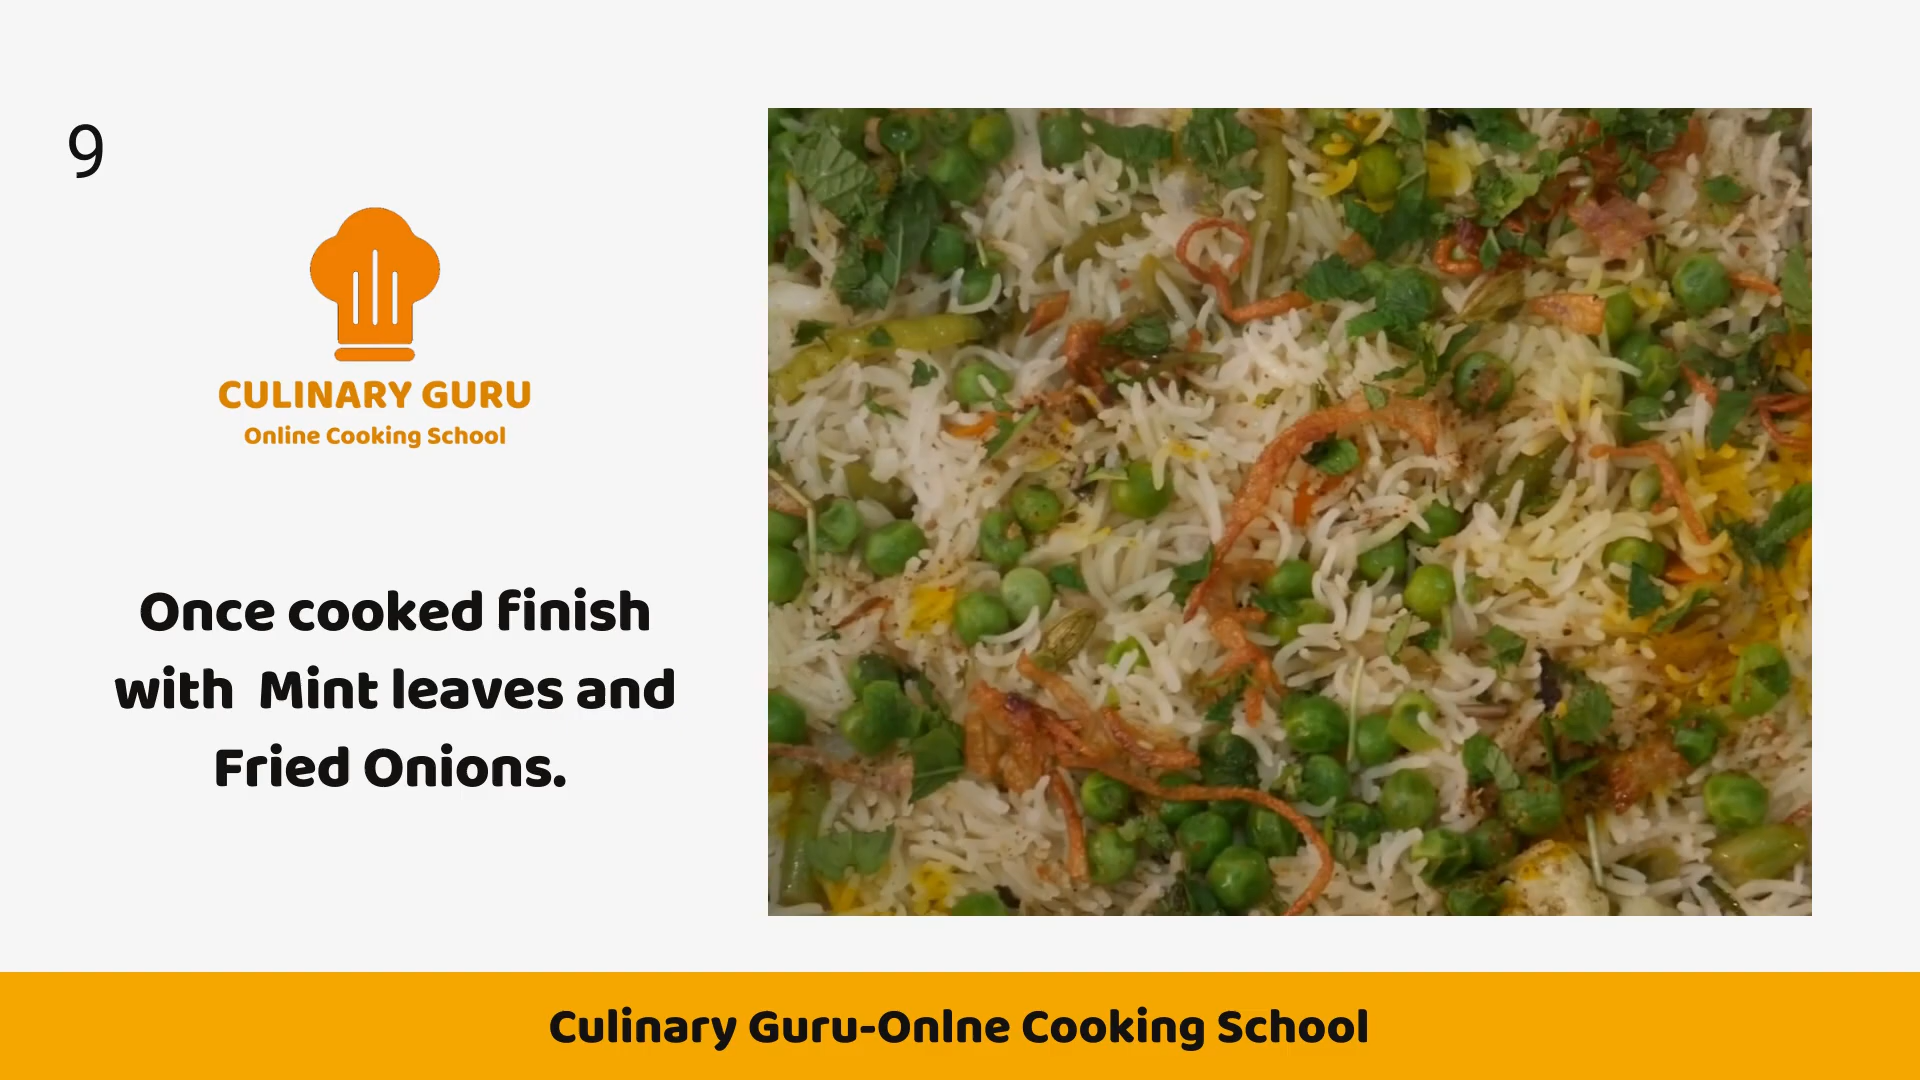 9
CULINARY GURU
Online Cooking School
Once cooked finish
with  Mint leaves and
Fried Onions.
Culinary Guru-Onlne Cooking School